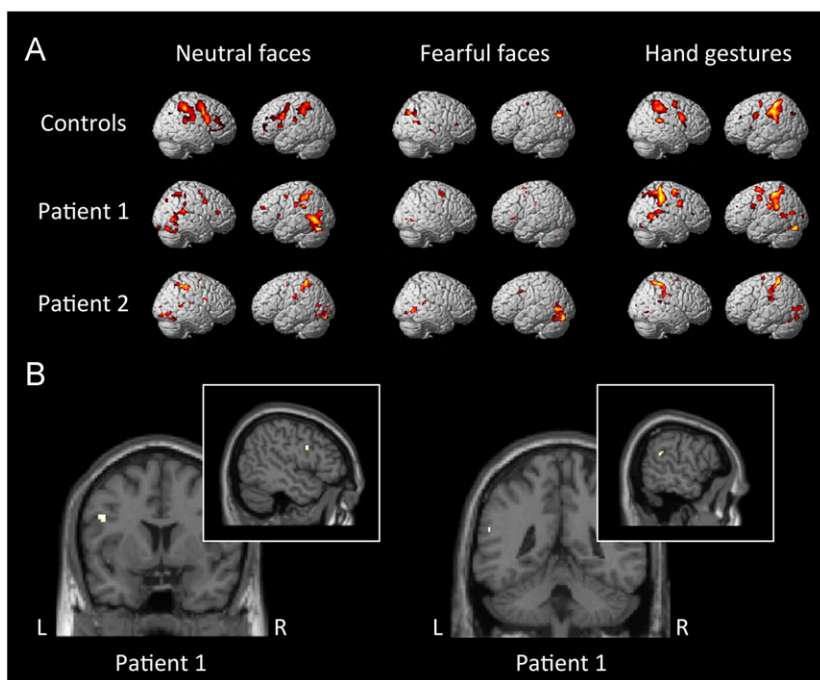 A
Neutral faces Fearful faces Hand gestures
Controls
Patient 1
Patient 2
B
L R L R
Patient 1 Patient 1